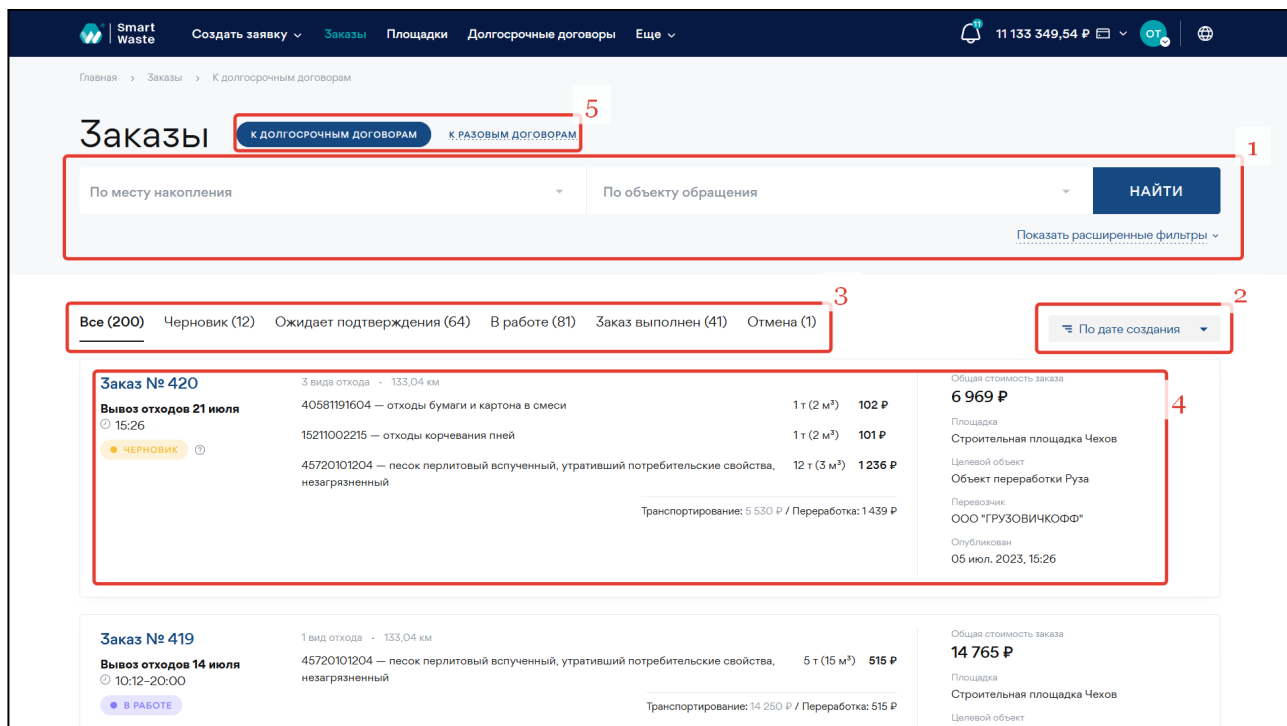 Smart
Waste
Создать заявку Заказы Площадки Долгосрочные договоры Еще 11 11 133 349,54 ₽ ОТ
Главная > Заказы > К долгосрочным договорам
5
Заказы К ДОЛГОСРОЧНЫМ ДОГОВОРАМ К РАЗОВЫМ ДОГОВОРАМ
1
По месту накопления По объекту обращения НАЙТИ
Показать расширенные фильтры
3 2
Все (200) Черновик (12) Ожидает подтверждения (64) В работе (81) Заказ выполнен (41) Отмена (1) По дате создания
4
Заказ № 420
Вывоз отходов 21 июля
15:26
ЧЕРНОВИК ?
3 вида отхода • 133,04 км
40581191604 — отходы бумаги и картона в смеси 1 т (2 м³) 102 ₽
15211002215 — отходы корчевания пней 1 т (2 м³) 101 ₽
45720101204 — песок перлитовый вспученный, утративший потребительские свойства, 12 т (3 м³) 1 236 ₽
незагрязненный
Транспортирование: 5 530 ₽ / Переработка: 1 439 ₽
Общая стоимость заказа
6 969 ₽
Площадка
Строительная площадка Чехов
Целевой объект
Объект переработки Руза
Перевозчик
ООО "ГРУЗОВИЧКОФФ"
Опубликован
05 июл. 2023, 15:26
Заказ № 419
Вывоз отходов 14 июля
10:12–20:00
В РАБОТЕ
1 вид отхода • 133,04 км
45720101204 — песок перлитовый вспученный, утративший потребительские свойства, 5 т (15 м³) 515 ₽
незагрязненный
Транспортирование: 14 250 ₽ / Переработка: 515 ₽
Общая стоимость заказа
14 765 ₽
Площадка
Строительная площадка Чехов
Целевой объект